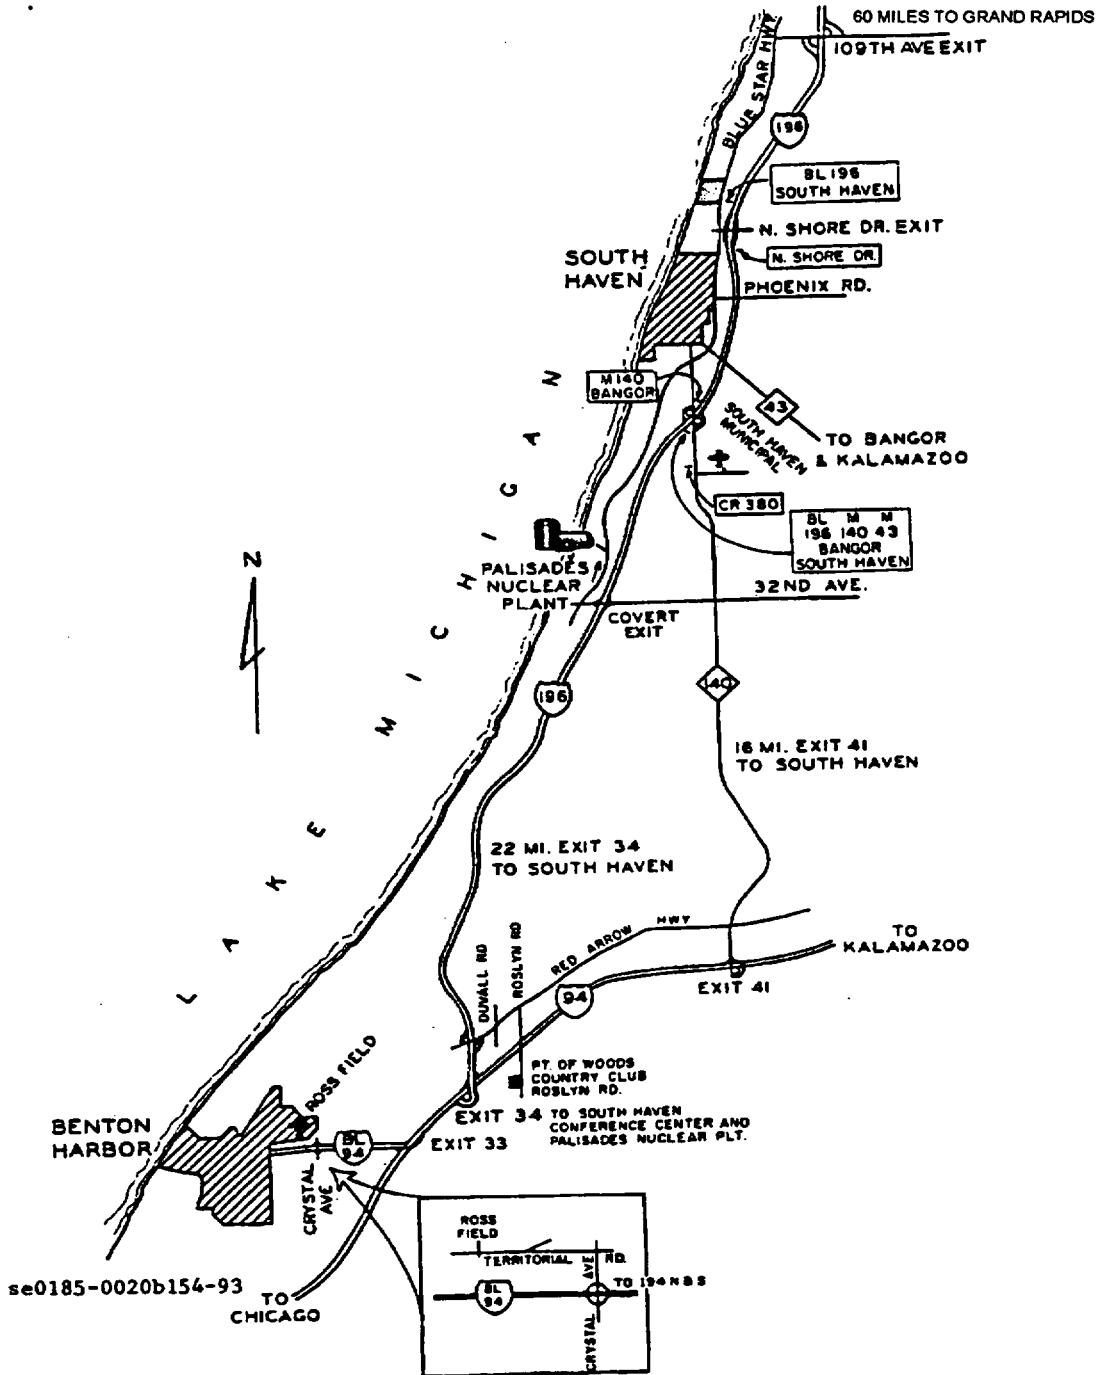 60 MILES TO GRAND RAPIDS
109TH AVE EXIT
BLUE STAR HWY
196
BL 196
SOUTH HAVEN
N. SHORE DR. EXIT
N. SHORE DR.
SOUTH
HAVEN
PHOENIX RD.
M140
BANGOR
43
SOUTH HAVEN
MUNICIPAL
TO BANGOR
& KALAMAZOO
CR 380
BL M M
196 140 43
BANGOR
SOUTH HAVEN
N
PALISADES
NUCLEAR
PLANT
32ND AVE.
COVERT
EXIT
LAKE MICHIGAN
196
140
16 MI. EXIT 41
TO SOUTH HAVEN
22 MI. EXIT 34
TO SOUTH HAVEN
RED ARROW HWY
DUVALL RD
ROSLYN RD
TO
KALAMAZOO
94
EXIT 41
PT. OF WOODS
COUNTRY CLUB
ROSLYN RD.
ROSS FIELD
BENTON
HARBOR
EXIT 34 TO SOUTH HAVEN
CONFERENCE CENTER AND
PALISADES NUCLEAR PLT.
BL
94
EXIT 33
CRYSTAL
AVE
ROSS
FIELD
TERRITORIAL RD.
BL
94
CRYSTAL AVE
TO 194 N & S
se0185-0020b154-93
TO
CHICAGO